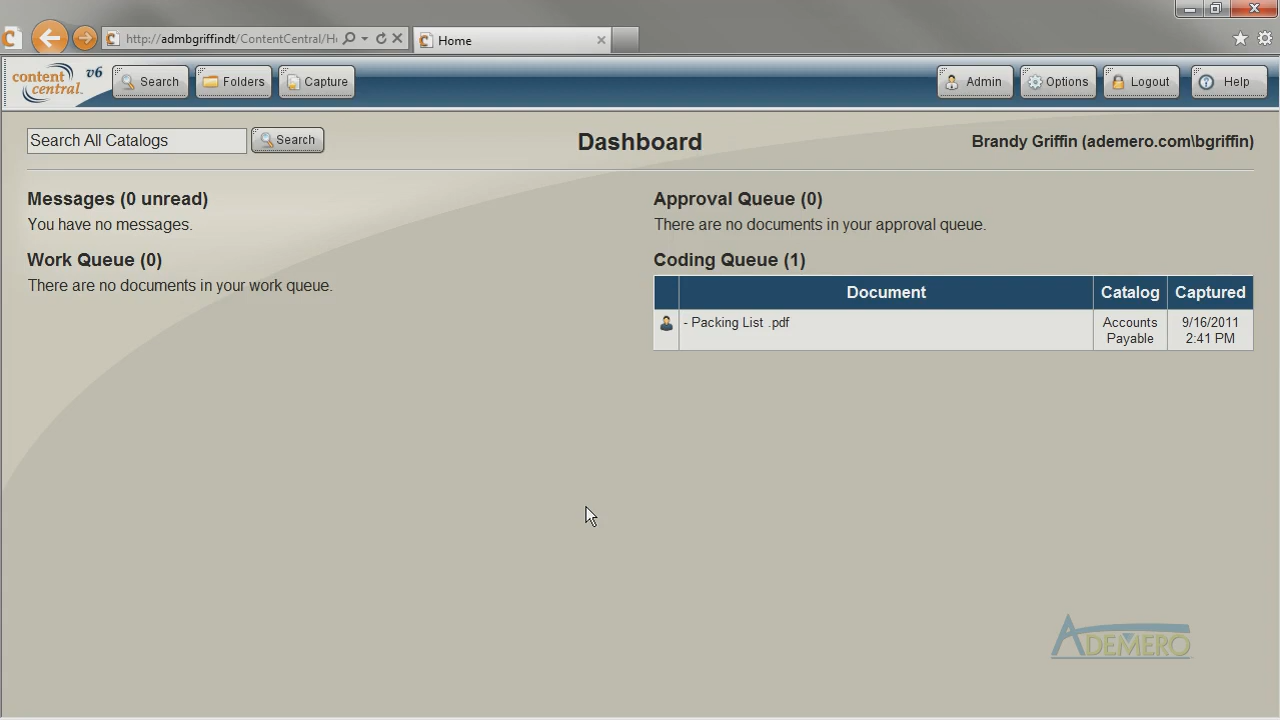 http://admbgriffindt/ContentCentral/H
Home
content central. v6
Search
Folders
Capture
Admin
Options
Logout
Help
Search All Catalogs
Search
Dashboard
Brandy Griffin (ademero.com\bgriffin)
Messages (0 unread)
You have no messages.
Work Queue (0)
There are no documents in your work queue.
Approval Queue (0)
There are no documents in your approval queue.
Coding Queue (1)
Document Catalog Captured
- Packing List .pdf Accounts Payable 9/16/2011 2:41 PM
ADEMERO